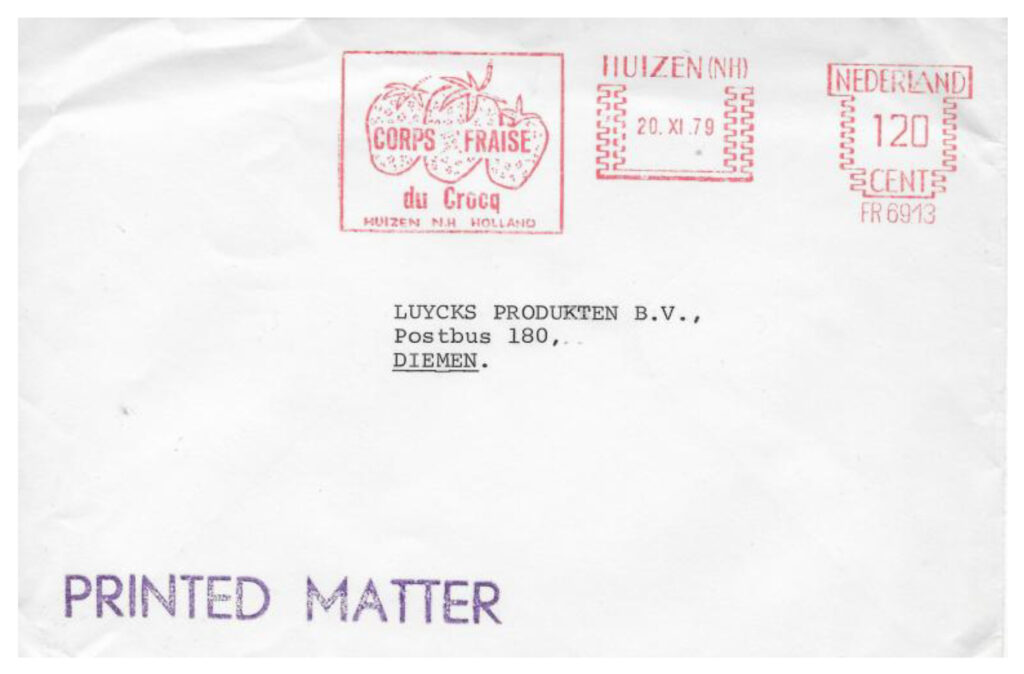 CORPS FRAISE
du Crocq
HUIZEN N.H HOLLAND
HUIZEN (NH)
20. XI.79
NEDERLAND
120
CENT
FR 6913
LUYCKS PRODUKTEN B.V.,
Postbus 180,
DIEMEN.
PRINTED MATTER